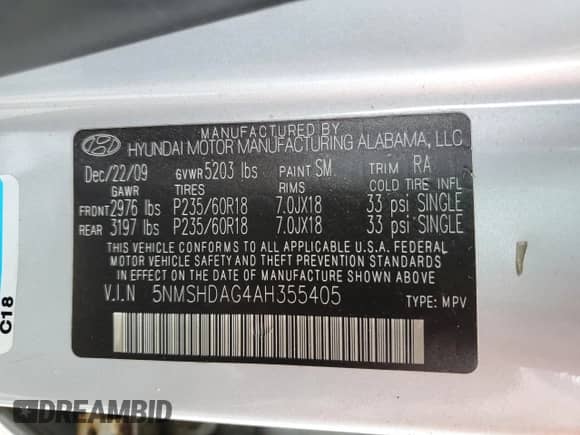 MANUFACTURED BY
HYUNDAI MOTOR MANUFACTURING ALABAMA, LLC
Dec/22/09 GVWR 5203 lbs PAINT SM TRIM RA
GAWR TIRES RIMS COLD TIRE INFL
FRONT 2976 lbs P235/60R18 7.0JX18 33 psi SINGLE
REAR 3197 lbs P235/60R18 7.0JX18 33 psi SINGLE
THIS VEHICLE CONFORMS TO ALL APPLICABLE U.S.A. FEDERAL
MOTOR VEHICLE SAFETY AND THEFT PREVENTION STANDARDS
IN EFFECT ON THE DATE OF MANUFACTURE SHOWN ABOVE.
V.I.N 5NMSHDAG4AH355405 TYPE: MPV
C18
DREAMBID